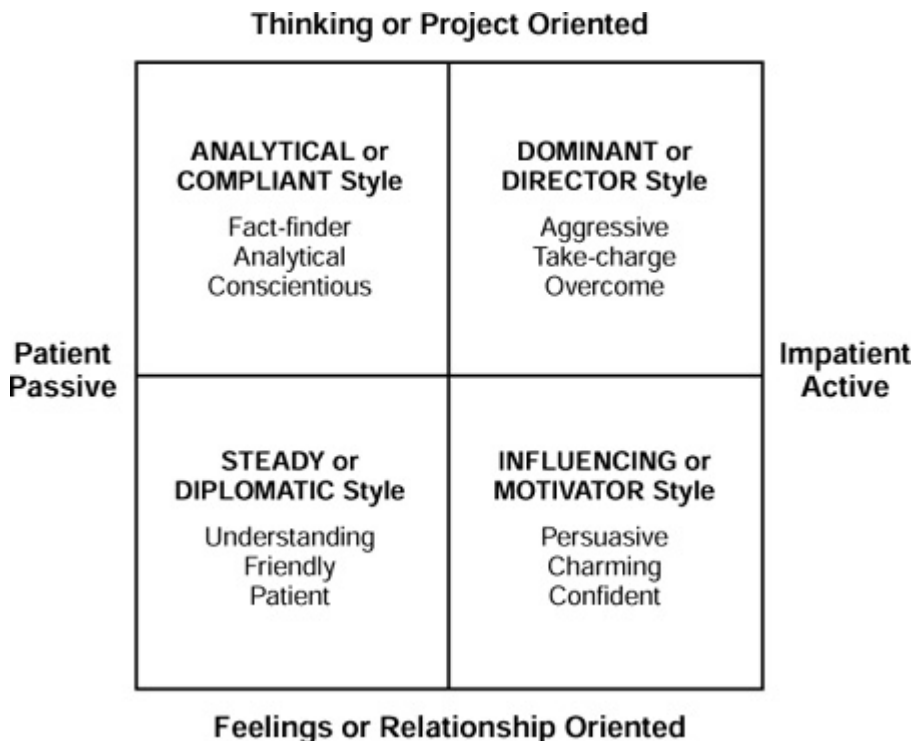 Thinking or Project Oriented
ANALYTICAL or
COMPLIANT Style
Fact-finder
Analytical
Conscientious
DOMINANT or
DIRECTOR Style
Aggressive
Take-charge
Overcome
Patient
Passive
Impatient
Active
STEADY or
DIPLOMATIC Style
Understanding
Friendly
Patient
INFLUENCING or
MOTIVATOR Style
Persuasive
Charming
Confident
Feelings or Relationship Oriented